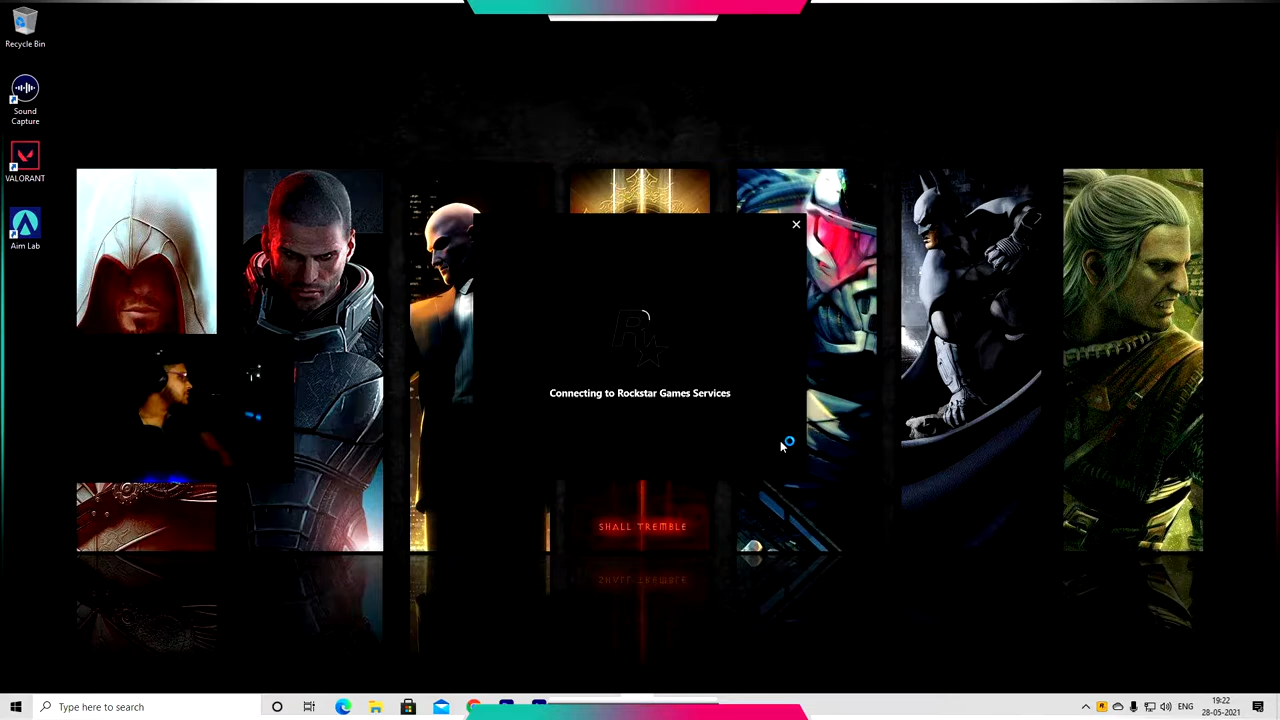 Recycle Bin
Sound
Capture
VALORANT
Aim Lab
Connecting to Rockstar Games Services
SHALL TREMBLE
Type here to search
ENG
19:22
28-05-2021